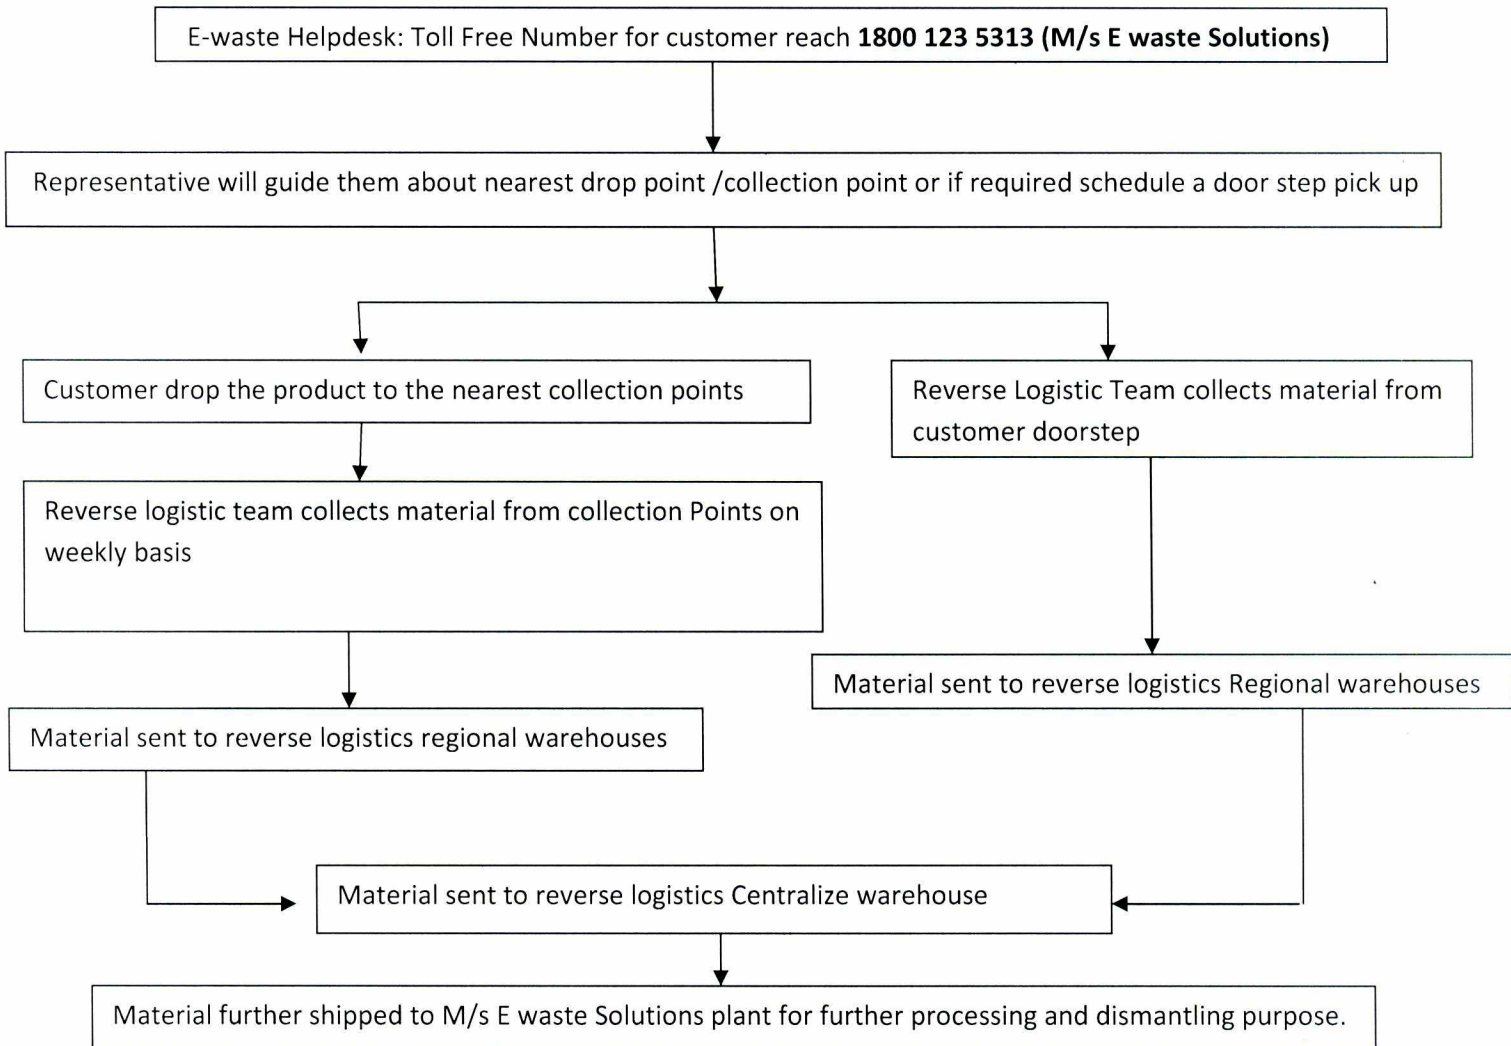 E-waste Helpdesk: Toll Free Number for customer reach 1800 123 5313 (M/s E waste Solutions)
Representative will guide them about nearest drop point /collection point or if required schedule a door step pick up
Customer drop the product to the nearest collection points
Reverse Logistic Team collects material from
customer doorstep
Reverse logistic team collects material from collection Points on
weekly basis
Material sent to reverse logistics Regional warehouses
Material sent to reverse logistics regional warehouses
Material sent to reverse logistics Centralize warehouse
Material further shipped to M/s E waste Solutions plant for further processing and dismantling purpose.